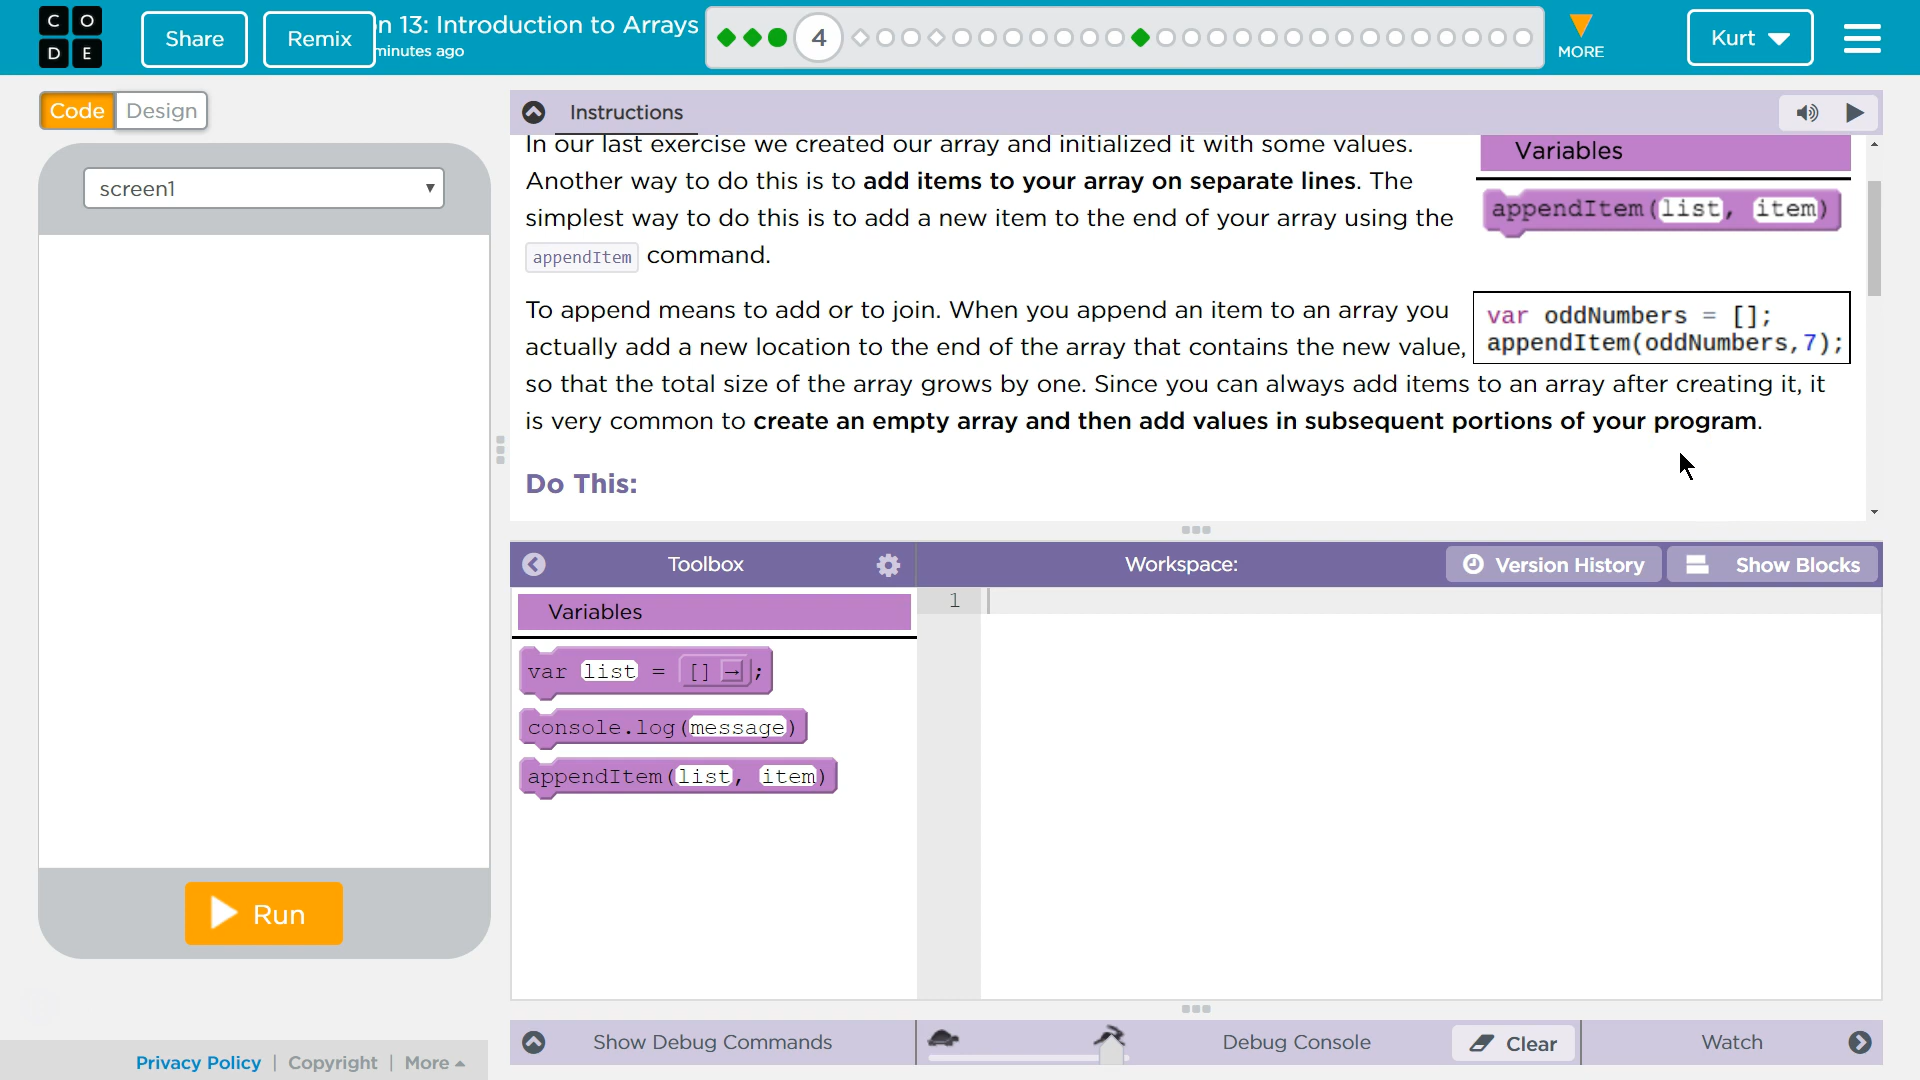 C O
D E
Share
Remix
n 13: Introduction to Arrays
minutes ago
4
MORE
Kurt
Code
Design
screen1
Run
Instructions
In our last exercise we created our array and initialized it with some values.
Another way to do this is to add items to your array on separate lines. The
simplest way to do this is to add a new item to the end of your array using the
appendItem command.
Variables
appendItem(list, item)
To append means to add or to join. When you append an item to an array you
actually add a new location to the end of the array that contains the new value,
so that the total size of the array grows by one. Since you can always add items to an array after creating it, it
is very common to create an empty array and then add values in subsequent portions of your program.
var oddNumbers = [];
appendItem(oddNumbers,7);
Do This:
Toolbox
Workspace:
Version History
Show Blocks
Variables
var list = [] → ;
console.log(message)
appendItem(list, item)
1
Show Debug Commands
Debug Console
Clear
Watch
Privacy Policy | Copyright | More